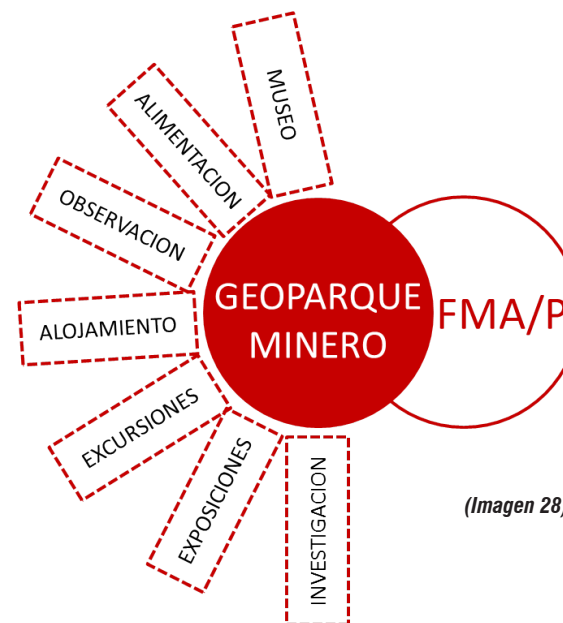 MUSEO
ALIMENTACION
OBSERVACION
ALOJAMIENTO
EXCURSIONES
EXPOSICIONES
INVESTIGACION
GEOPARQUE
MINERO
FMA/P
(Imagen 28)